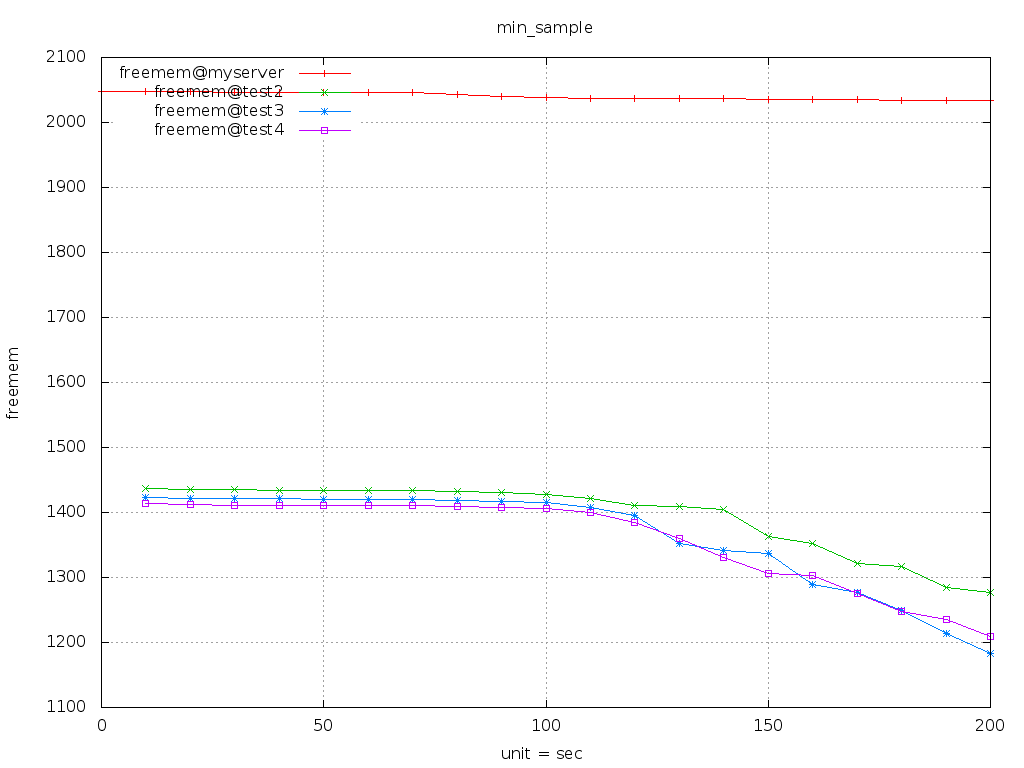 min_sample
2100
freemem@myserver
freemem@test2
freemem@test3
freemem@test4
2000
1900
1800
1700
1600
1500
1400
1300
1200
1100
freemem
0 50 100 150 200
unit = sec